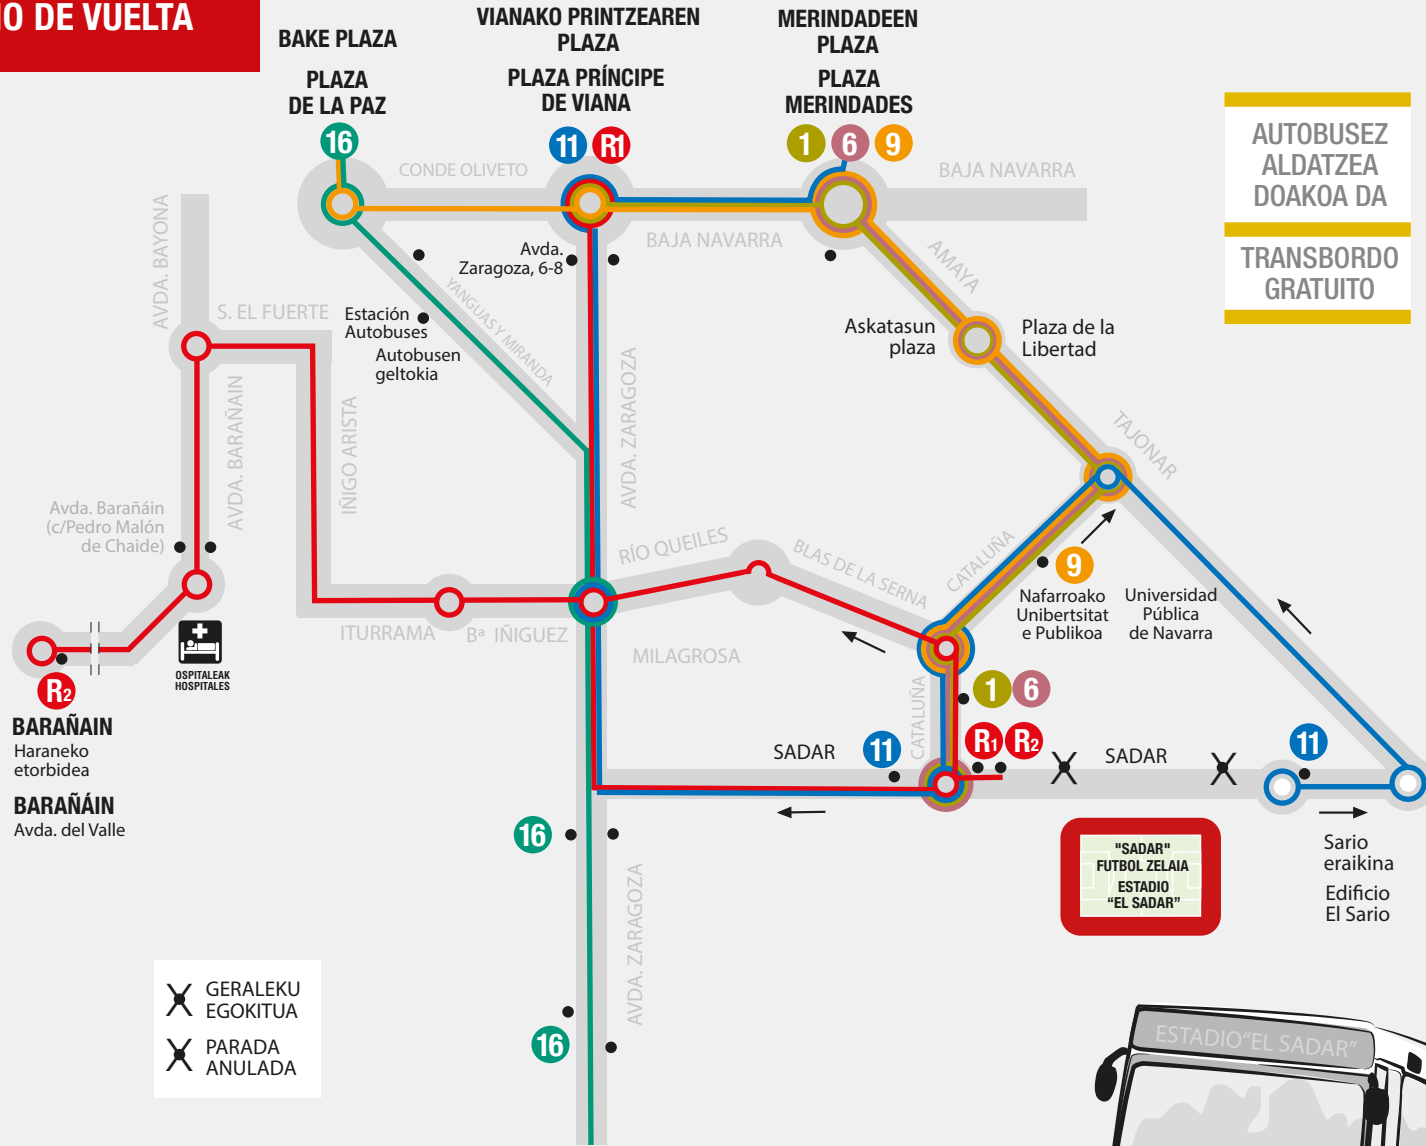 IO DE VUELTA
BAKE PLAZA
PLAZA
DE LA PAZ
16
VIANAKO PRINTZEAREN
PLAZA
PLAZA PRÍNCIPE
DE VIANA
11
R1
MERINDADEEN
PLAZA
PLAZA
MERINDADES
1
6
9
AUTOBUSEZ
ALDATZEA
DOAKOA DA
TRANSBORDO
GRATUITO
CONDE OLIVETO
BAJA NAVARRA
BAJA NAVARRA
AVDA. BAYONA
S. EL FUERTE
Avda.
Zaragoza, 6-8
AMAYA
Estación
Autobuses
Autobusen
geltokia
YANGUAS Y MIRANDA
Askatasun
plaza
Plaza de la
Libertad
AVDA. BARAÑAIN
IÑIGO ARISTA
AVDA. ZARAGOZA
TAJONAR
Avda. Barañáin
(c/Pedro Malón
de Chaide)
RÍO QUEILES
BLAS DE LA SERNA
CATALUÑA
9
Nafarroako
Unibertsitat
e Publikoa
Universidad
Pública
de Navarra
ITURRAMA
Bª IÑIGUEZ
MILAGROSA
OSPITALEAK
HOSPITALES
R2
BARAÑAIN
Haraneko
etorbidea
BARAÑÁIN
Avda. del Valle
1
6
CATALUÑA
SADAR
11
R1
R2
SADAR
11
16
"SADAR"
FUTBOL ZELAIA
ESTADIO
“EL SADAR”
Sario
eraikina
Edificio
El Sario
AVDA. ZARAGOZA
GERALEKU
EGOKITUA
PARADA
ANULADA
16
ESTADIO“EL SADAR”